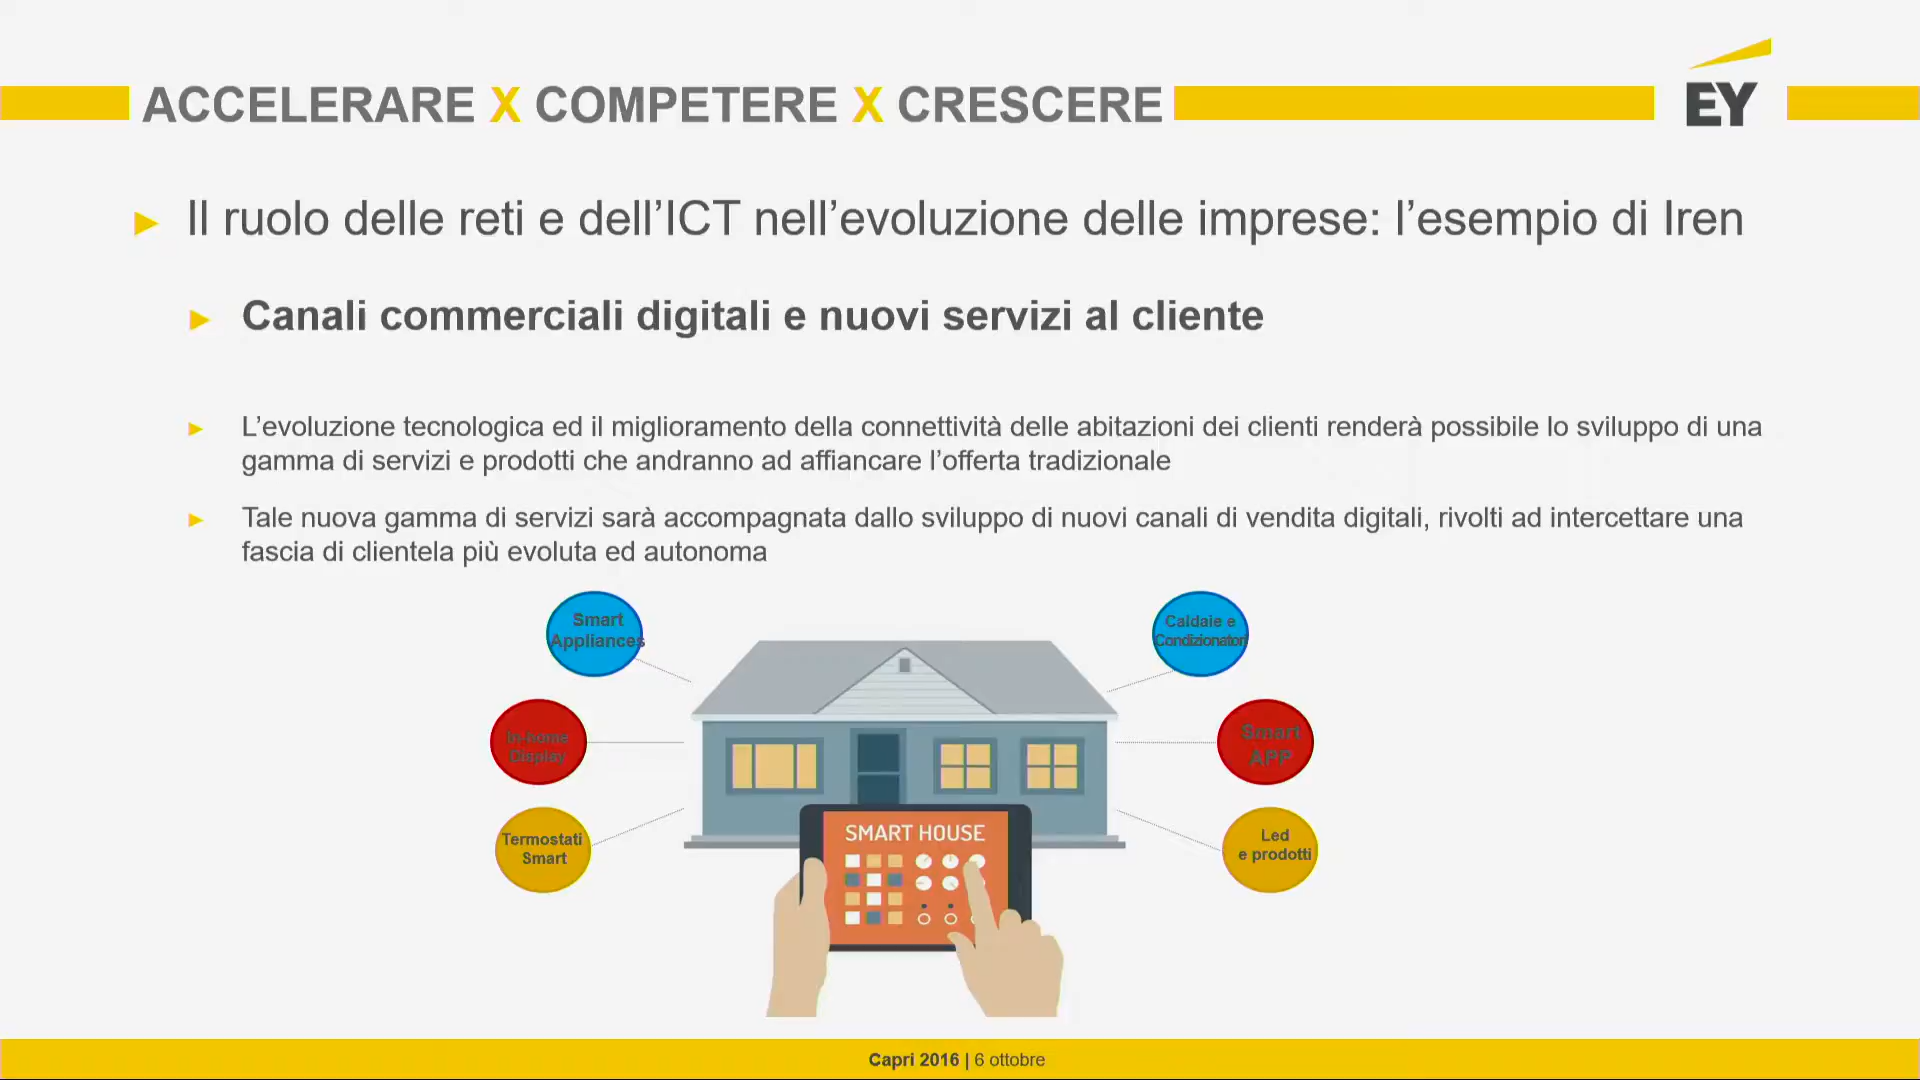 ACCELERARE X COMPETERE X CRESCERE
EY
► Il ruolo delle reti e dell’ICT nell’evoluzione delle imprese: l’esempio di Iren
► Canali commerciali digitali e nuovi servizi al cliente
► L’evoluzione tecnologica ed il miglioramento della connettività delle abitazioni dei clienti renderà possibile lo sviluppo di una
gamma di servizi e prodotti che andranno ad affiancare l’offerta tradizionale
► Tale nuova gamma di servizi sarà accompagnata dallo sviluppo di nuovi canali di vendita digitali, rivolti ad intercettare una
fascia di clientela più evoluta ed autonoma
Smart
Appliances
Caldaie e
Condizionatori
In-home
Display
Smart
APP
Termostati
Smart
Led
e prodotti
SMART HOUSE
Capri 2016 | 6 ottobre